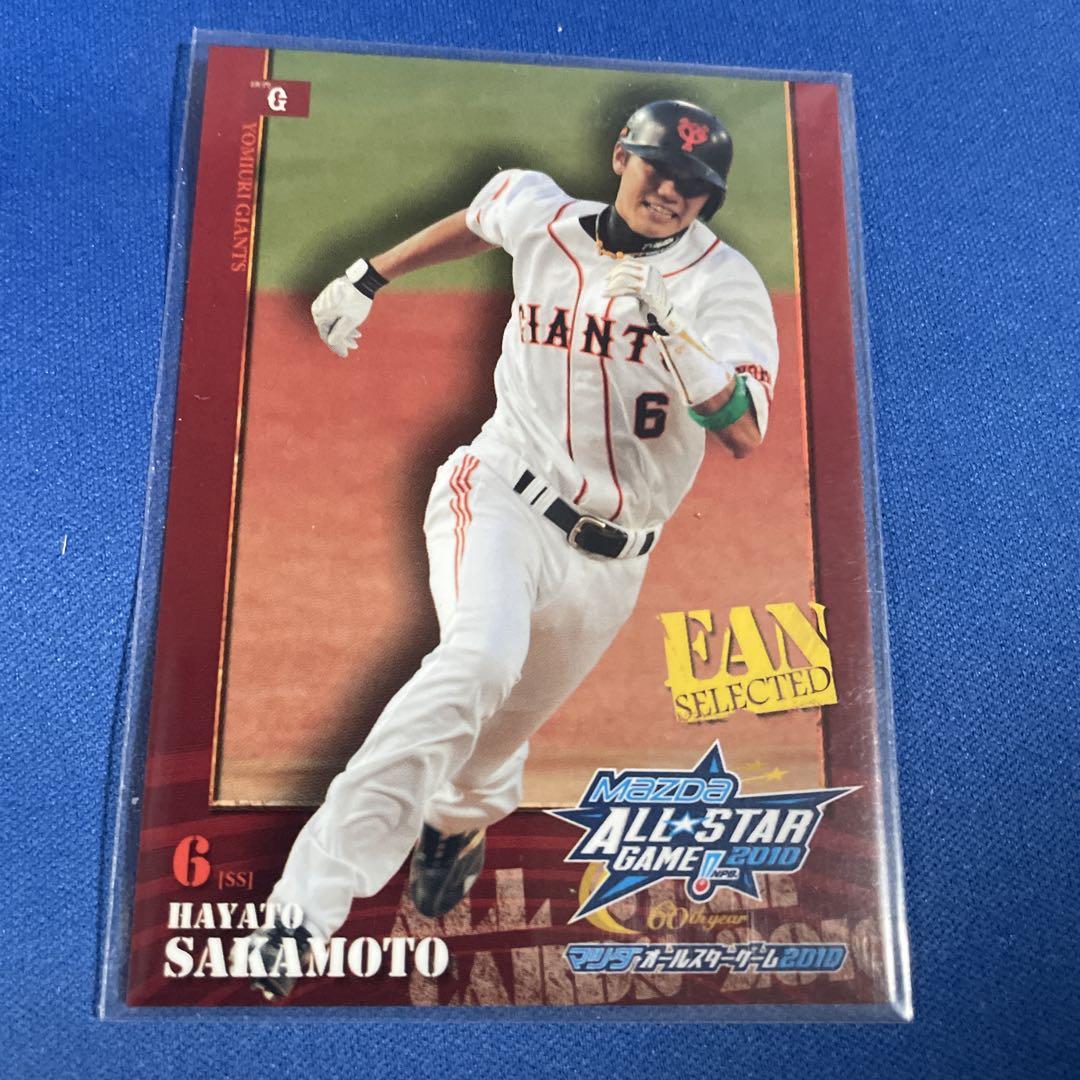 G
YOMIURI GIANTS
GIANTS
6
FAN
SELECTED
MAZDA
ALL★STAR
GAME 2010
NPB
60th year
マツダオールスターゲーム2010
6 [SS]
HAYATO
SAKAMOTO